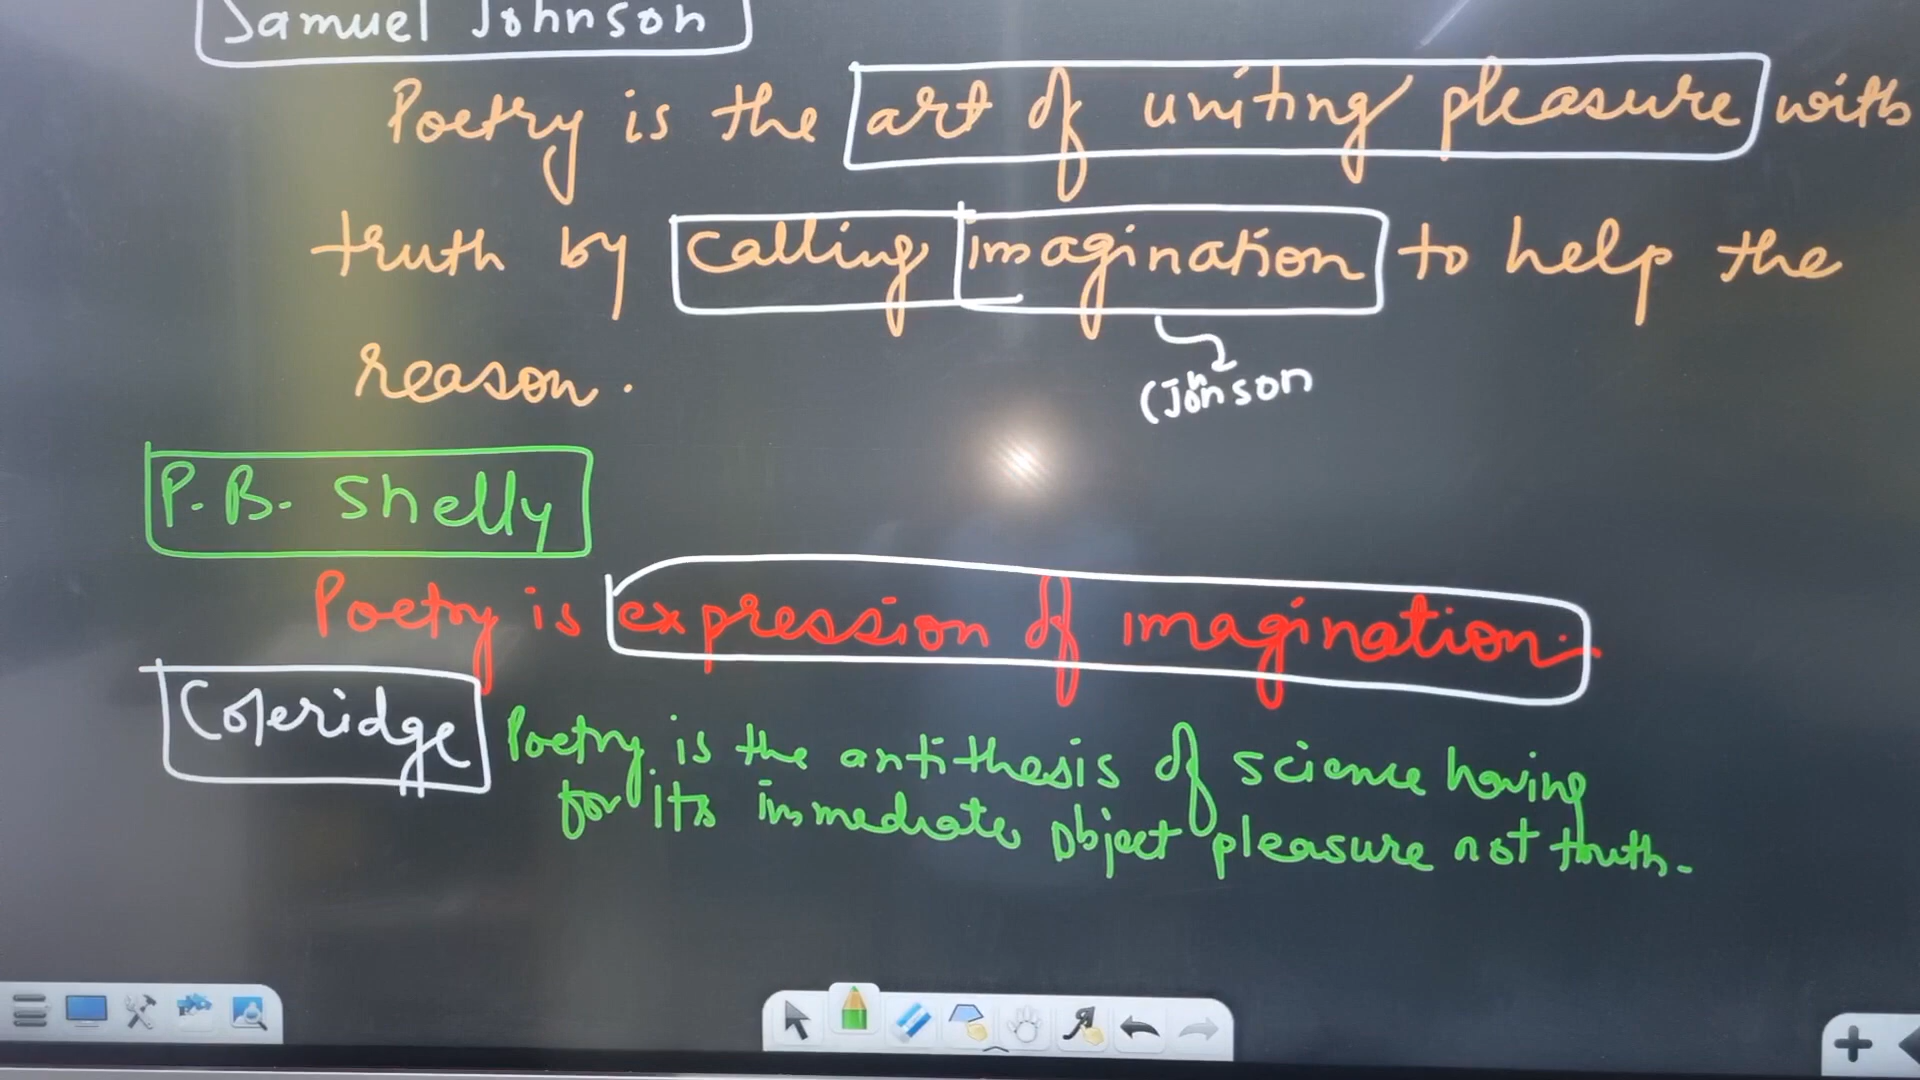 Samuel Johnson
Poetry is the art of uniting pleasure with
truth by calling imagination to help the
reason.
(Johnson
P. B. Shelly
Poetry is expression of imagination.
Coleridge
Poetry is the antithesis of science having
for its immediate object pleasure not truth.